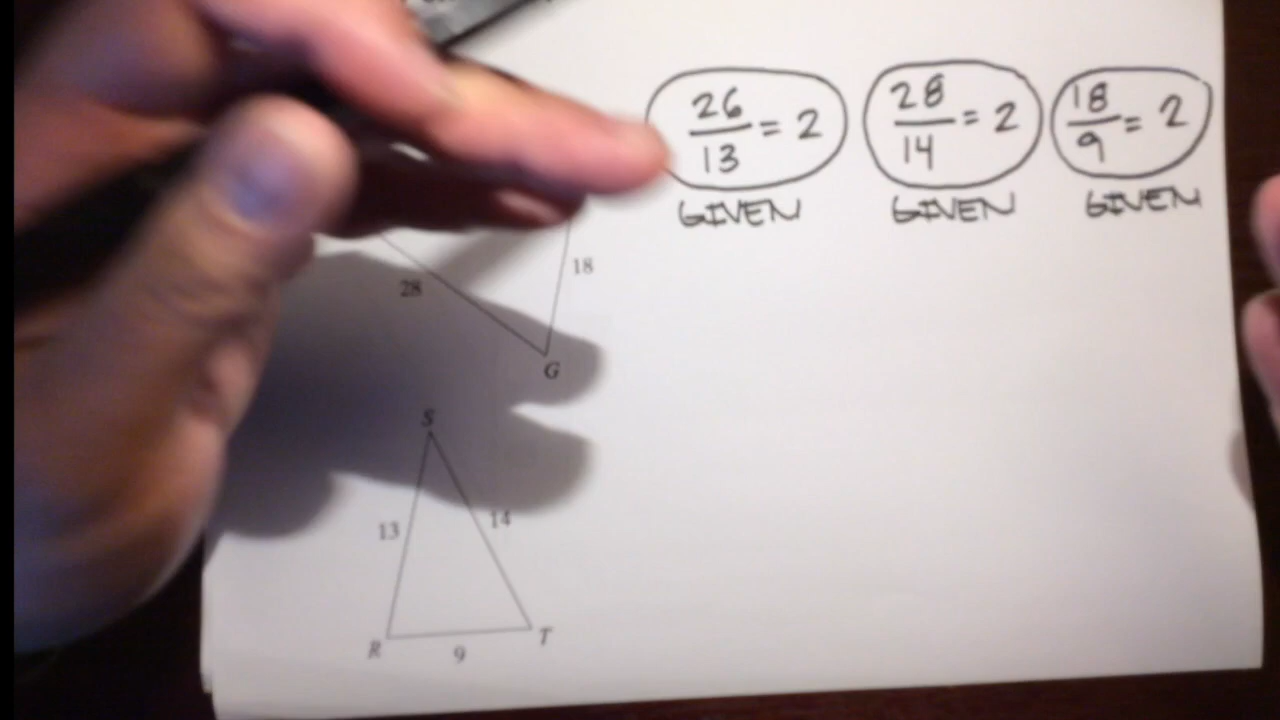 26/13 = 2
28/14 = 2
18/9 = 2
GIVEN
GIVEN
GIVEN
18
28
G
S
13
14
R
9
T